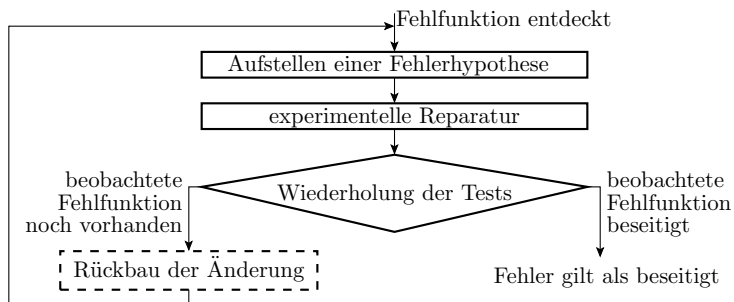 Fehlfunktion entdeckt
Aufstellen einer Fehlerhypothese
experimentelle Reparatur
Wiederholung der Tests
beobachtete
Fehlfunktion
noch vorhanden
beobachtete
Fehlfunktion
beseitigt
Rückbau der Änderung
Fehler gilt als beseitigt